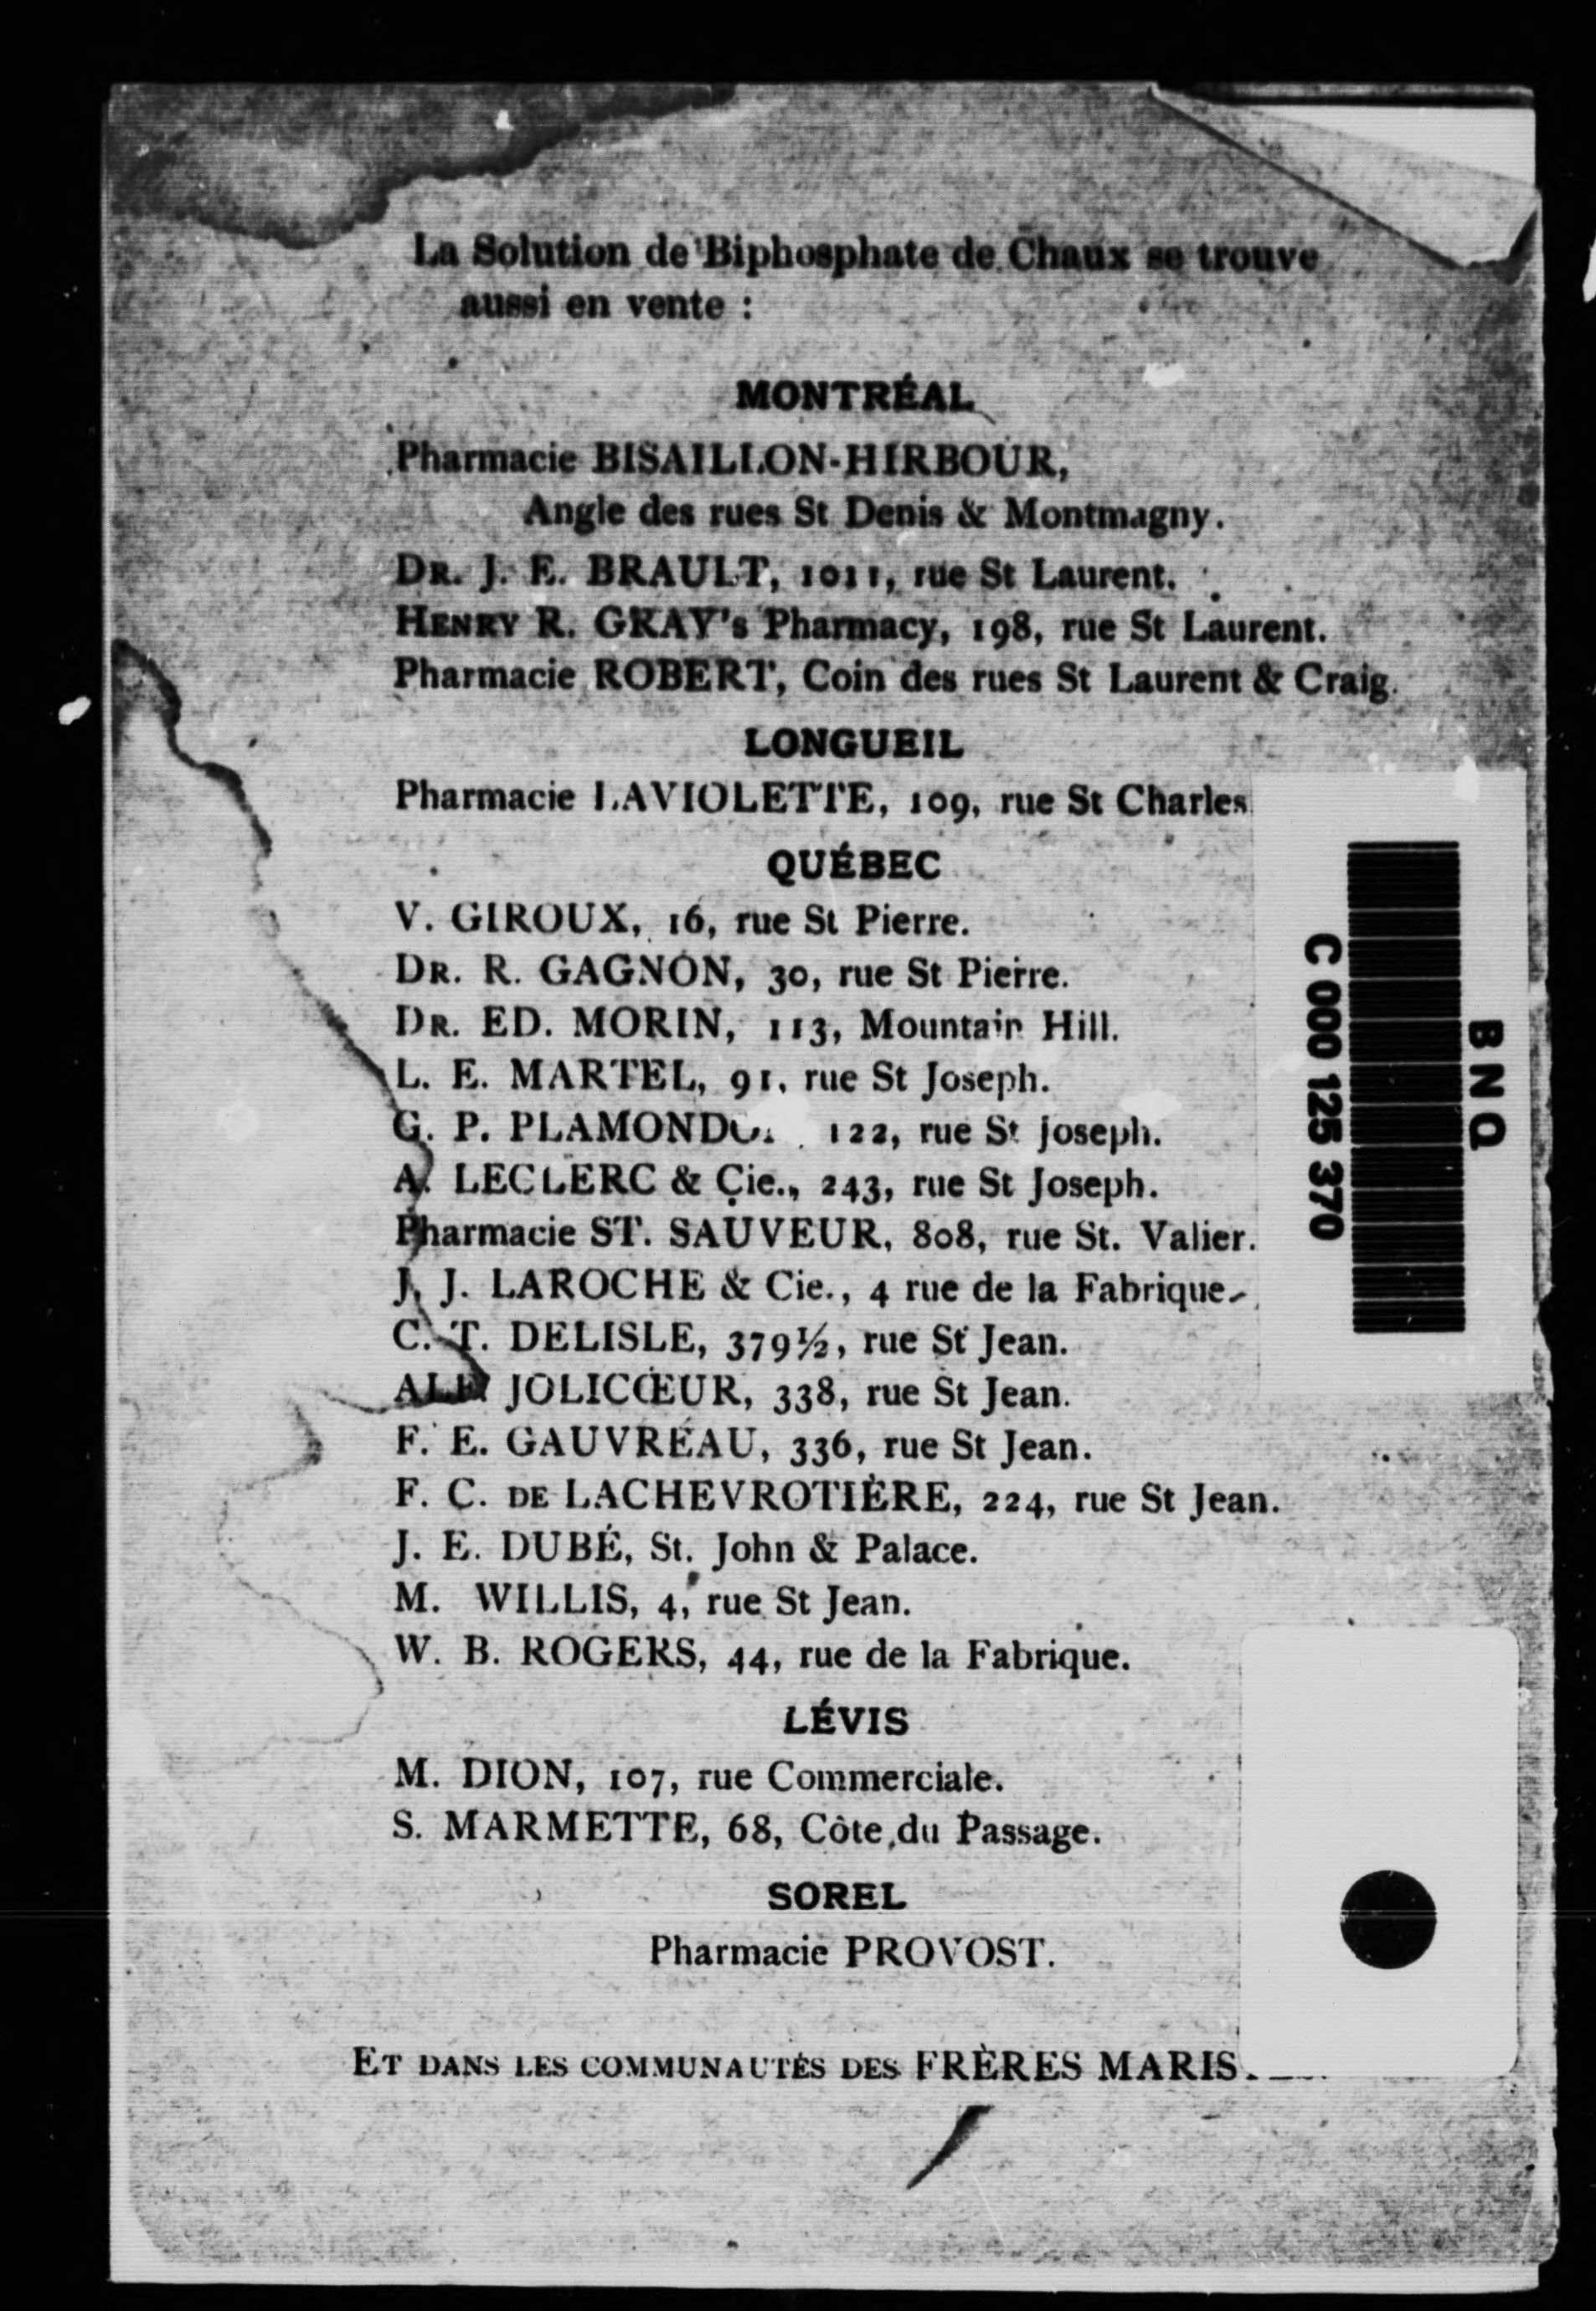 La Solution de Biphosphate de Chaux se trouve
aussi en vente :
MONTRÉAL
Pharmacie BISAILLON-HIRBOUR,
Angle des rues St Denis & Montmagny.
DR. J. E. BRAULT, 1011, rue St Laurent.
HENRY R. GRAY's Pharmacy, 198, rue St Laurent.
Pharmacie ROBERT, Coin des rues St Laurent & Craig.
LONGUEIL
Pharmacie LAVIOLETTE, 109, rue St Charles
QUÉBEC
V. GIROUX, 16, rue St Pierre.
DR. R. GAGNON, 30, rue St Pierre.
DR. ED. MORIN, 113, Mountain Hill.
L. E. MARTEL, 91, rue St Joseph.
G. P. 122, rue St Joseph.
A. LECLERC & Cie., 243, rue St Joseph.
Pharmacie ST. SAUVEUR, 808, rue St. Valier.
J. J. LAROCHE & Cie., 4 rue de la Fabrique.
C. T. DELISLE, 379½, rue St Jean.
JOLICŒUR, 338, rue St Jean.
F. E. GAUVREAU, 336, rue St Jean.
F. C. DE LACHEVROTIÈRE, 224, rue St Jean.
J. E. DUBÉ, St. John & Palace.
M. WILLIS, 4, rue St Jean.
W. B. ROGERS, 44, rue de la Fabrique.
LÉVIS
M. DION, 107, rue Commerciale.
S. MARMETTE, 68, Côte du Passage.
SOREL
Pharmacie PROVOST.
ET DANS LES COMMUNAUTÉS DES FRÈRES
BNQ
C 000 125 370